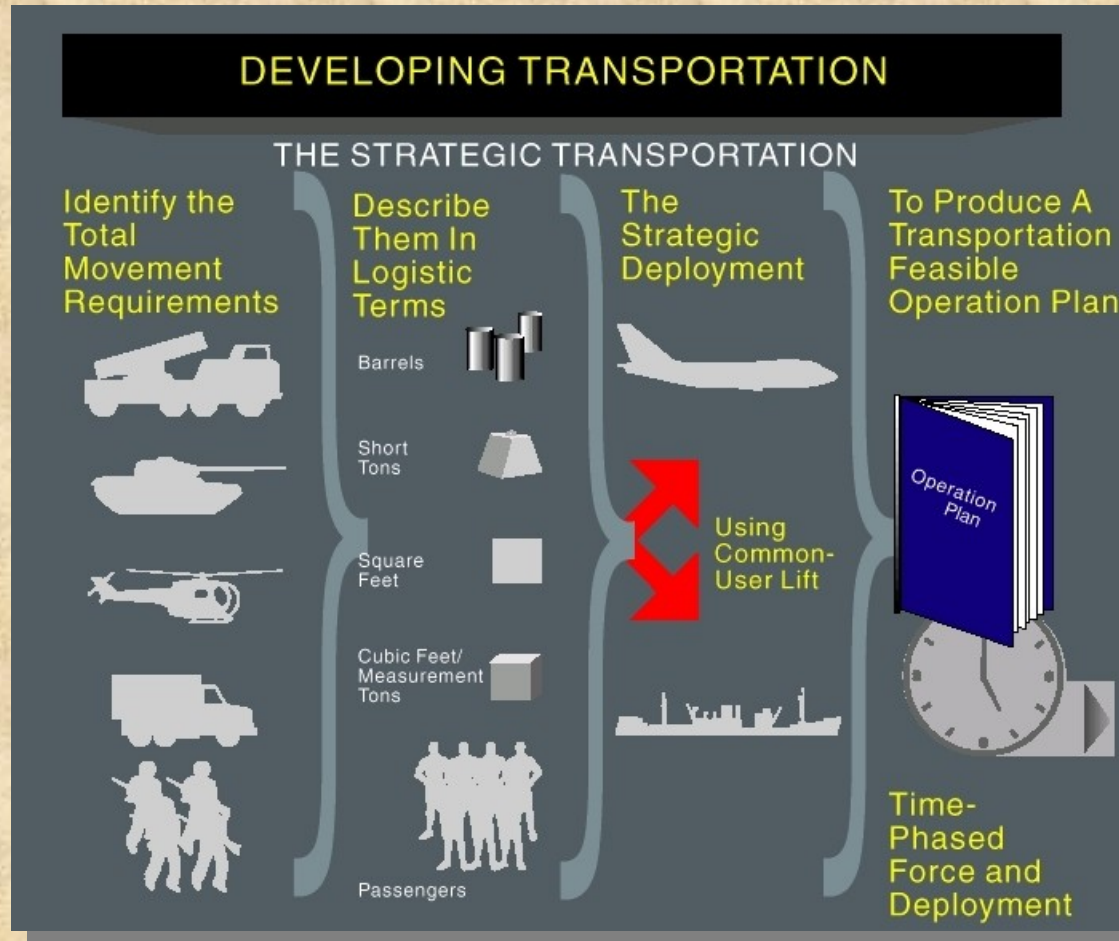 DEVELOPING TRANSPORTATION
THE STRATEGIC TRANSPORTATION
Identify the
Total
Movement
Requirements
Describe
Them In
Logistic
Terms
Barrels
Short
Tons
Square
Feet
Cubic Feet/
Measurement
Tons
Passengers
The
Strategic
Deployment
Using
Common-
User Lift
To Produce A
Transportation
Feasible
Operation Plan
Operation
Plan
Time-
Phased
Force and
Deployment